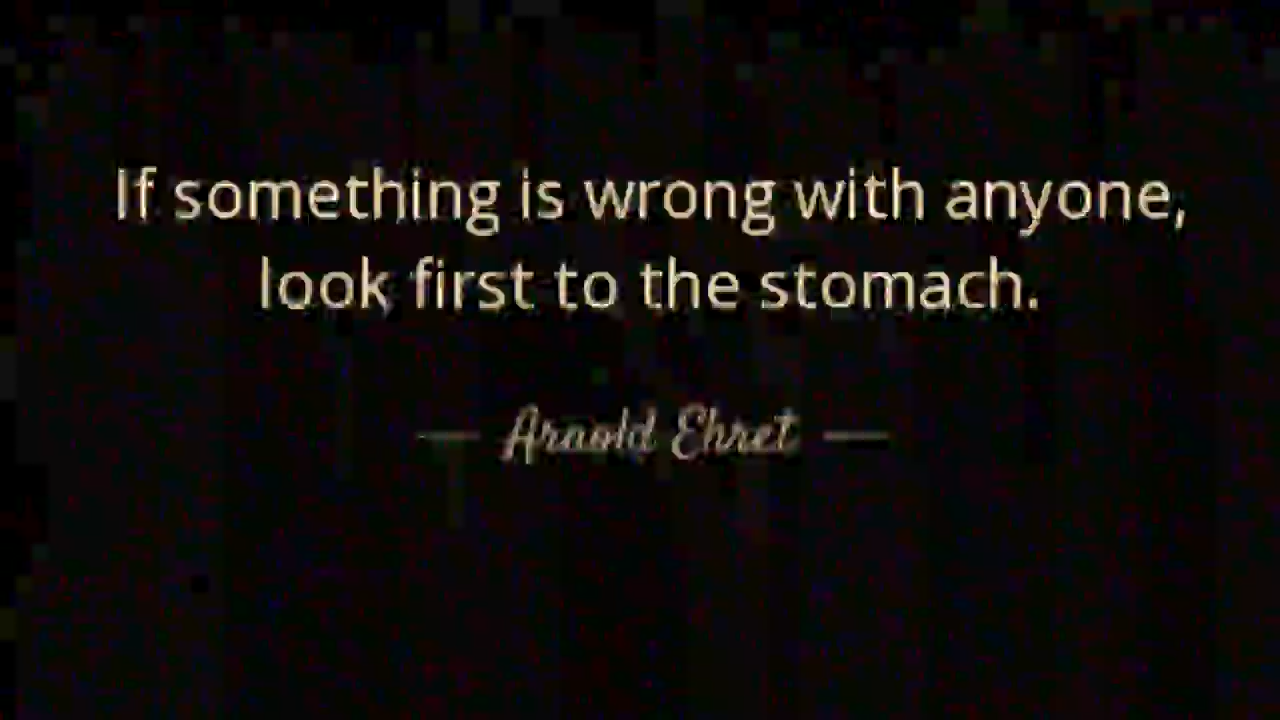 If something is wrong with anyone,
look first to the stomach.
— Arnold Ehret —